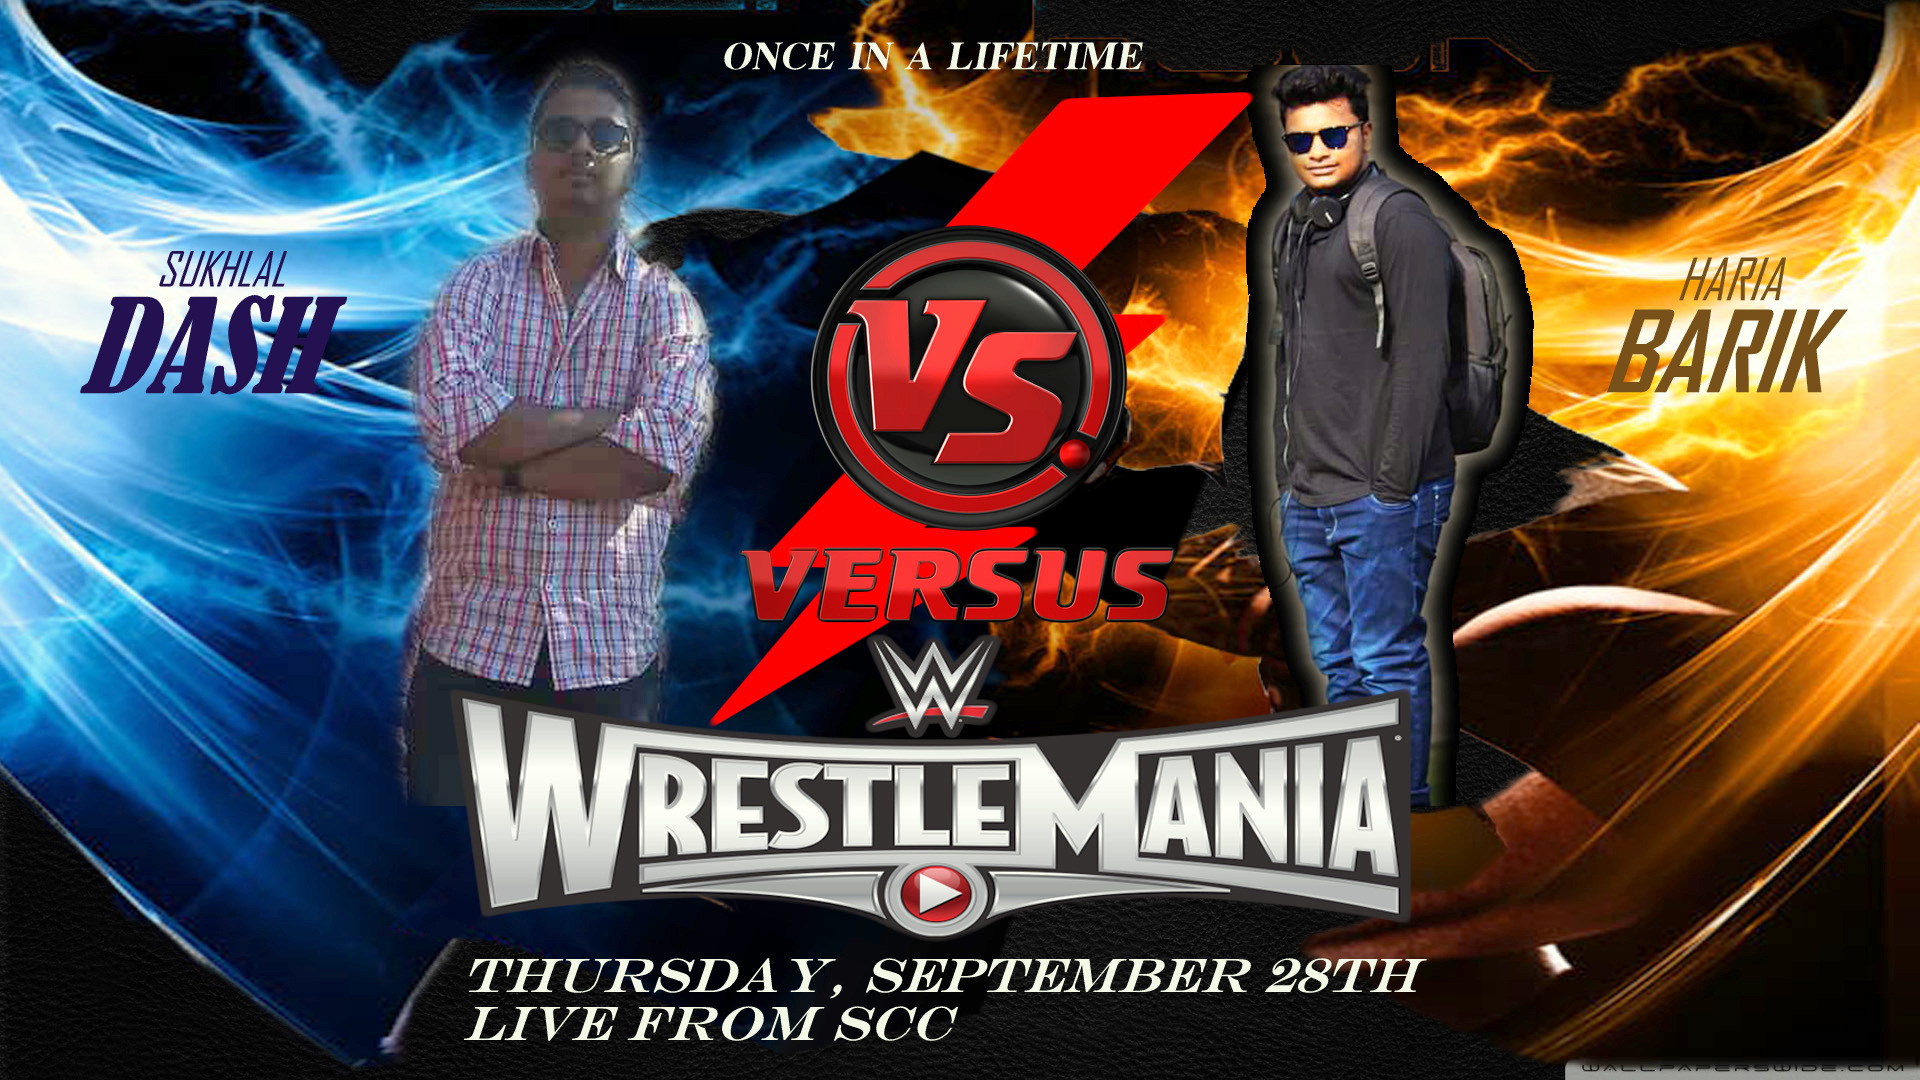 ONCE IN A LIFETIME
SUKHLAL
DASH
VS.
VERSUS
HARIA
BARIK
W
WRESTLEMANIA
THURSDAY, SEPTEMBER 28TH
LIVE FROM SCC
WALLPAPERSWIDE.COM